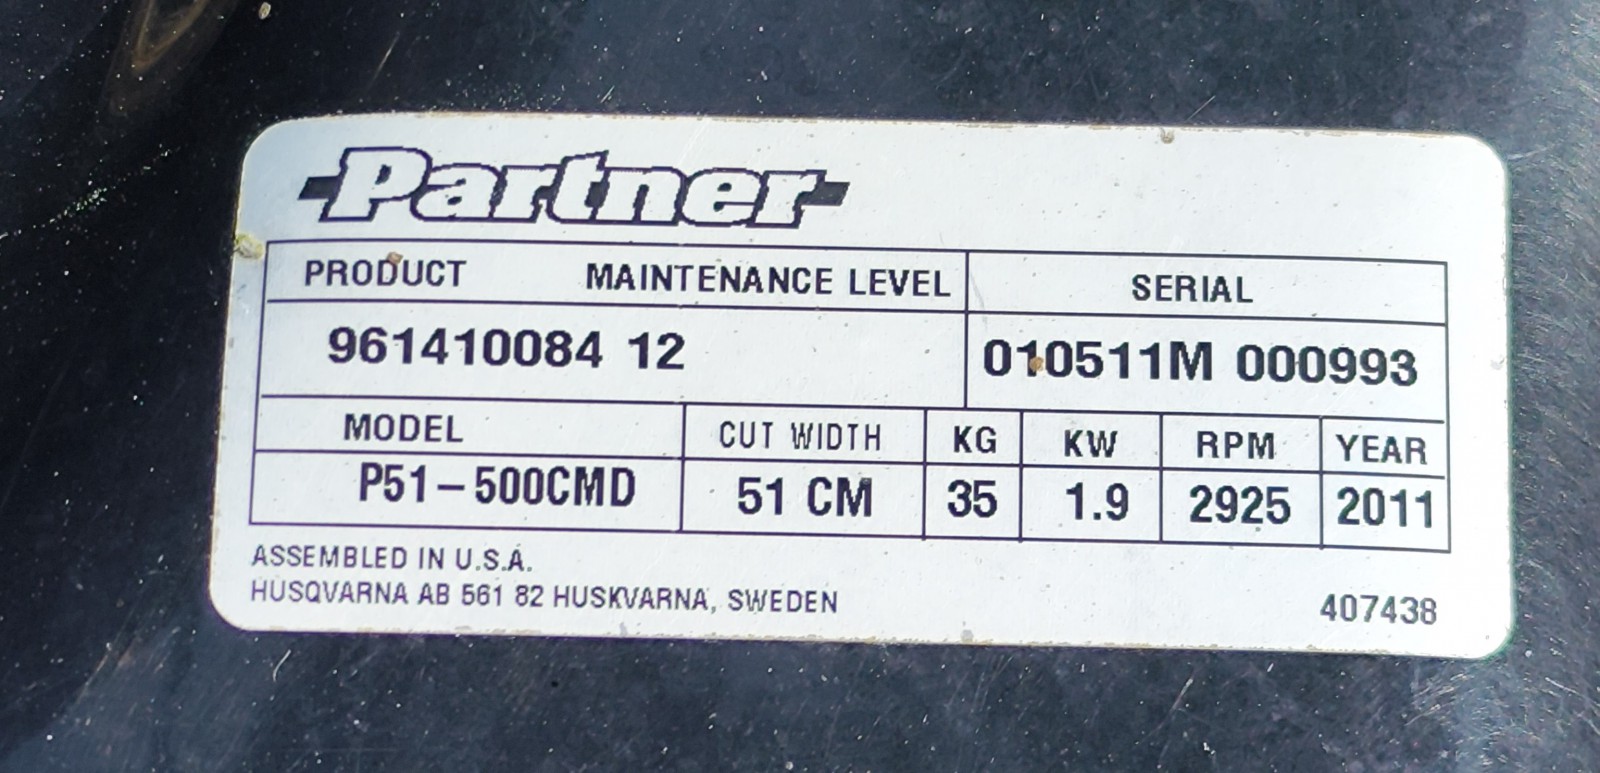 Partner
PRODUCT MAINTENANCE LEVEL SERIAL
961410084 12 010511M 000993
MODEL CUT WIDTH KG KW RPM YEAR
P51-500CMD 51 CM 35 1.9 2925 2011
ASSEMBLED IN U.S.A.
HUSQVARNA AB 561 82 HUSKVARNA, SWEDEN
407438